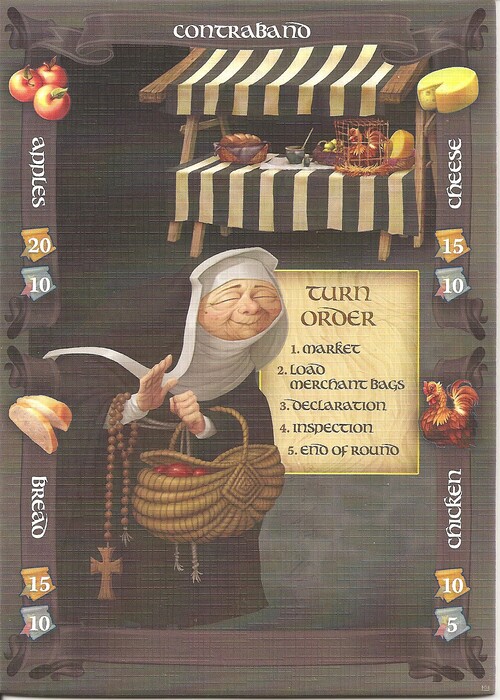 CONTRABAND
APPLES
20
10
CHEESE
15
10
TURN
ORDER
1. MARKET
2. LOAD
MERCHANT BAGS
3. DECLARATION
4. INSPECTION
5. END OF ROUND
BREAD
15
10
CHICKEN
10
5